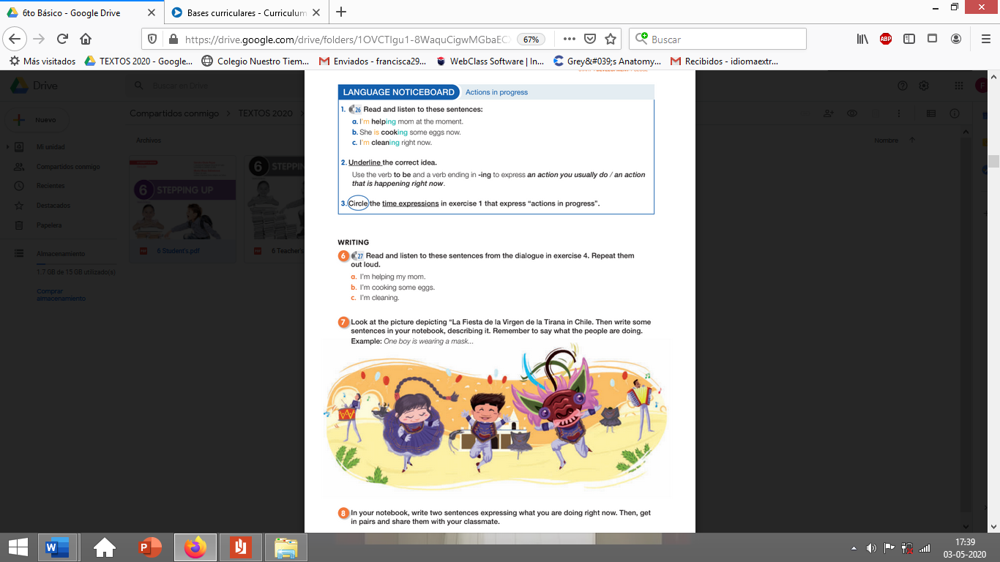 6to Básico - Google Drive
Bases curriculares - Curriculum
https://drive.google.com/drive/folders/1OVCTIgu1-8WaquCigwMGbaEC
67%
Buscar
ABP
Más visitados
TEXTOS 2020 - Google...
Colegio Nuestro Tiem...
Enviados - francisca29...
WebClass Software | In...
Grey&#039;s Anatomy...
Recibidos - idiomaextr...
Drive
Buscar en Drive
Nuevo
Compartidos conmigo > TEXTOS 2020 >
Archivos
Nombre
Mi unidad
Compartidos conmigo
Recientes
Destacados
Papelera
Almacenamiento
1.7 GB de 15 GB utilizado(s)
Comprar
almacenamiento
6 STEPPING UP
6 STEPPIN
6 Student's.pdf
6 Teacher's
LANGUAGE NOTICEBOARD Actions in progress
1. 26 Read and listen to these sentences:
a. I'm helping mom at the moment.
b. She is cooking some eggs now.
c. I'm cleaning right now.
2. Underline the correct idea.
Use the verb to be and a verb ending in -ing to express an action you usually do / an action
that is happening right now.
3. Circle the time expressions in exercise 1 that express “actions in progress”.
WRITING
6 27 Read and listen to these sentences from the dialogue in exercise 4. Repeat them
out loud.
a. I'm helping my mom.
b. I'm cooking some eggs.
c. I'm cleaning.
7 Look at the picture depicting “La Fiesta de la Virgen de la Tirana in Chile. Then write some
sentences in your notebook, describing it. Remember to say what the people are doing.
Example: One boy is wearing a mask...
8 In your notebook, write two sentences expressing what you are doing right now. Then, get
in pairs and share them with your classmate.
17:39
03-05-2020